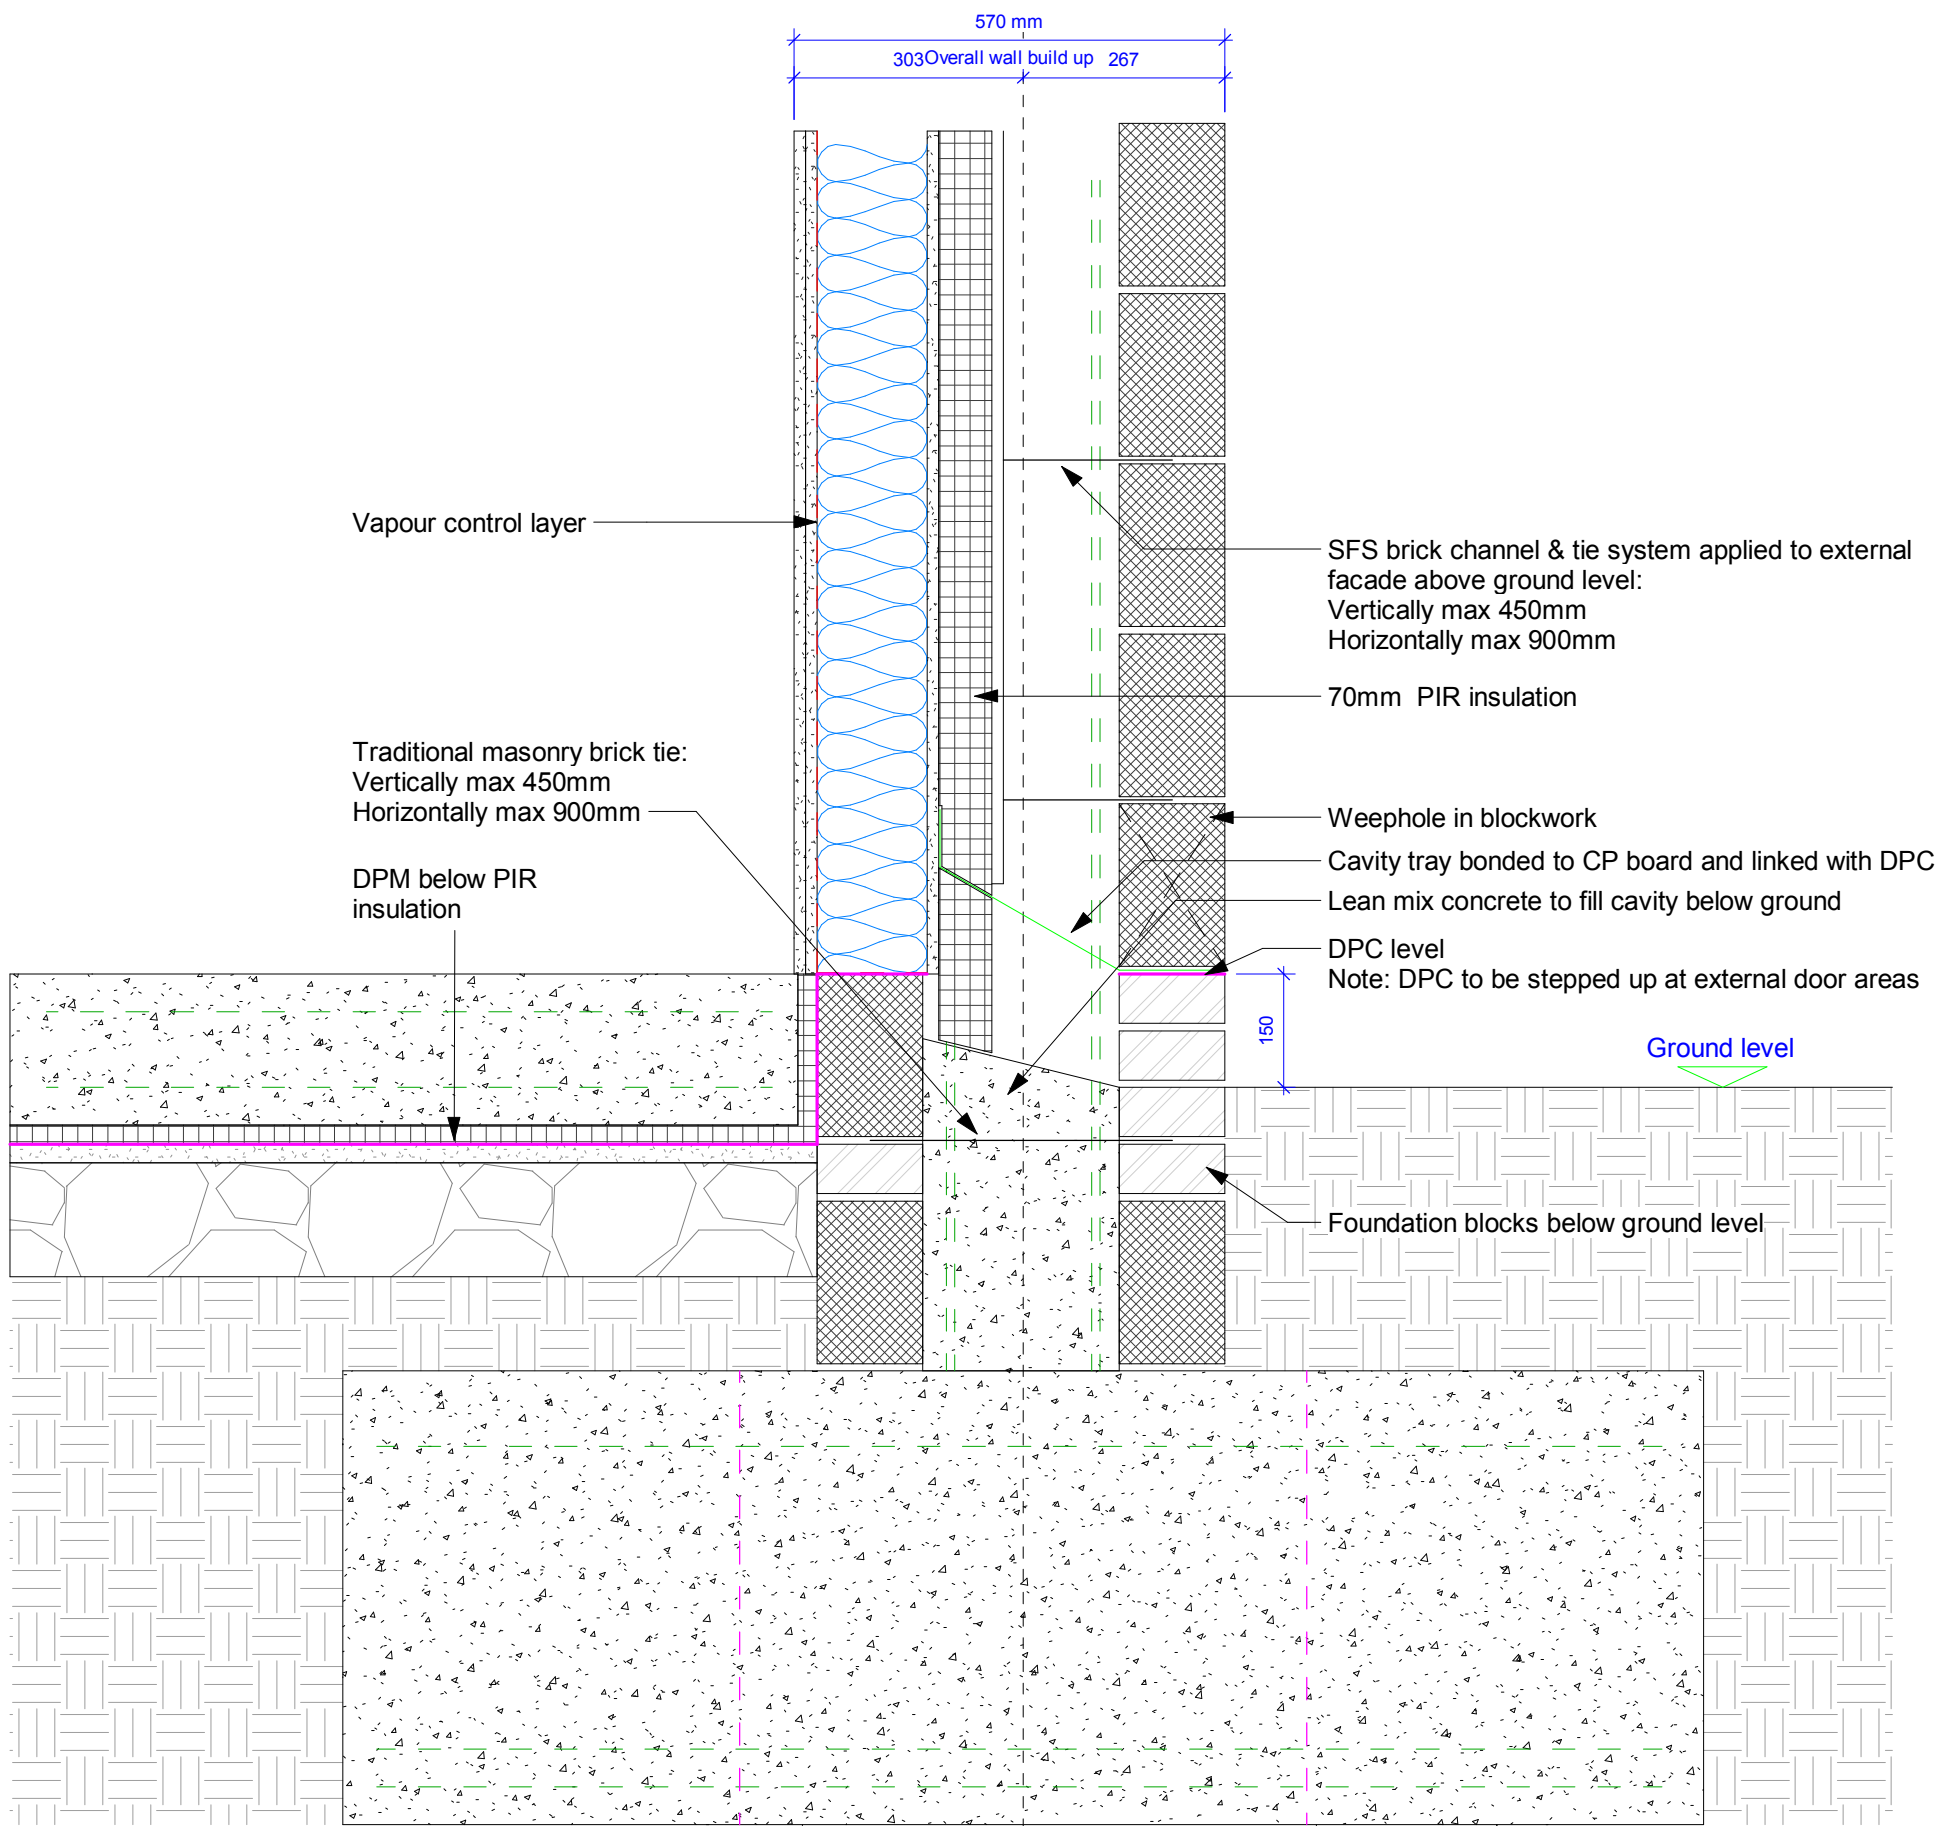 570 mm
303 Overall wall build up 267
Vapour control layer
SFS brick channel & tie system applied to external
facade above ground level:
Vertically max 450mm
Horizontally max 900mm
70mm PIR insulation
Traditional masonry brick tie:
Vertically max 450mm
Horizontally max 900mm
Weephole in blockwork
Cavity tray bonded to CP board and linked with DPC
DPM below PIR
insulation
Lean mix concrete to fill cavity below ground
DPC level
Note: DPC to be stepped up at external door areas
150
Ground level
Foundation blocks below ground level